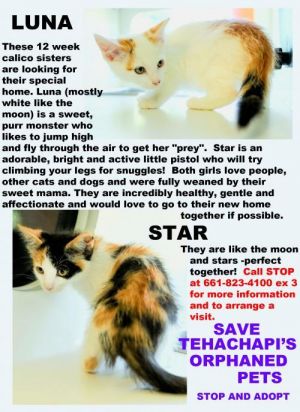 LUNA
These 12 week
calico sisters
are looking for
their special
home. Luna (mostly
white like the
moon) is a sweet,
purr monster who
likes to jump high
and fly through the air to get her "prey".  Star is an
adorable, bright and active little pistol who will try
climbing your legs for snuggles!  Both girls love people,
other cats and dogs and were fully weaned by their
sweet mama. They are incredibly healthy, gentle and
affectionate and would love to go to their new home
together if possible.
STAR
They are like the moon
and stars -perfect
together!  Call STOP
at 661-823-4100 ex 3
for more information
and to arrange a
visit.
SAVE
TEHACHAPI'S
ORPHANED
PETS
STOP AND ADOPT